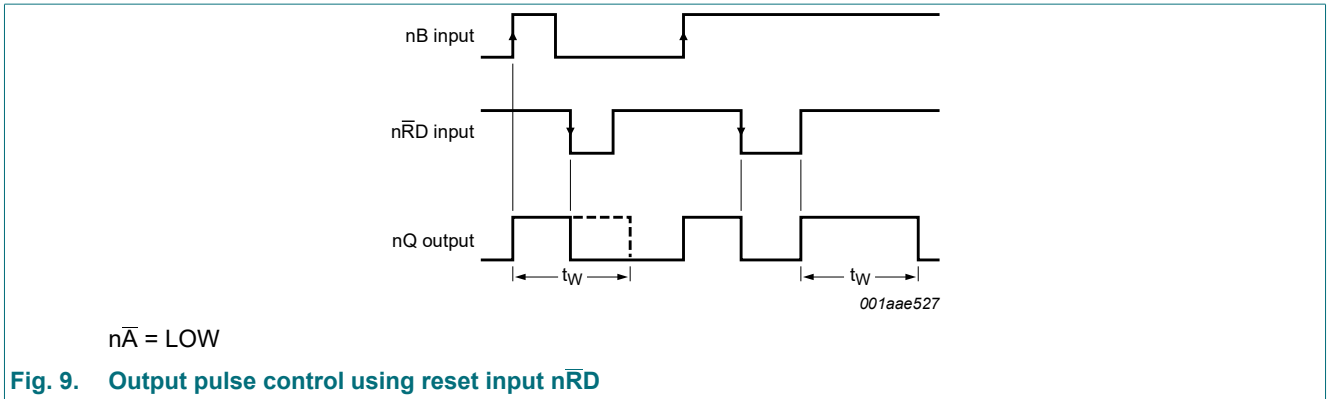 nB input
nR̅D input
nQ output
tW
tW
001aae527
nA̅ = LOW
Fig. 9. Output pulse control using reset input nR̅D